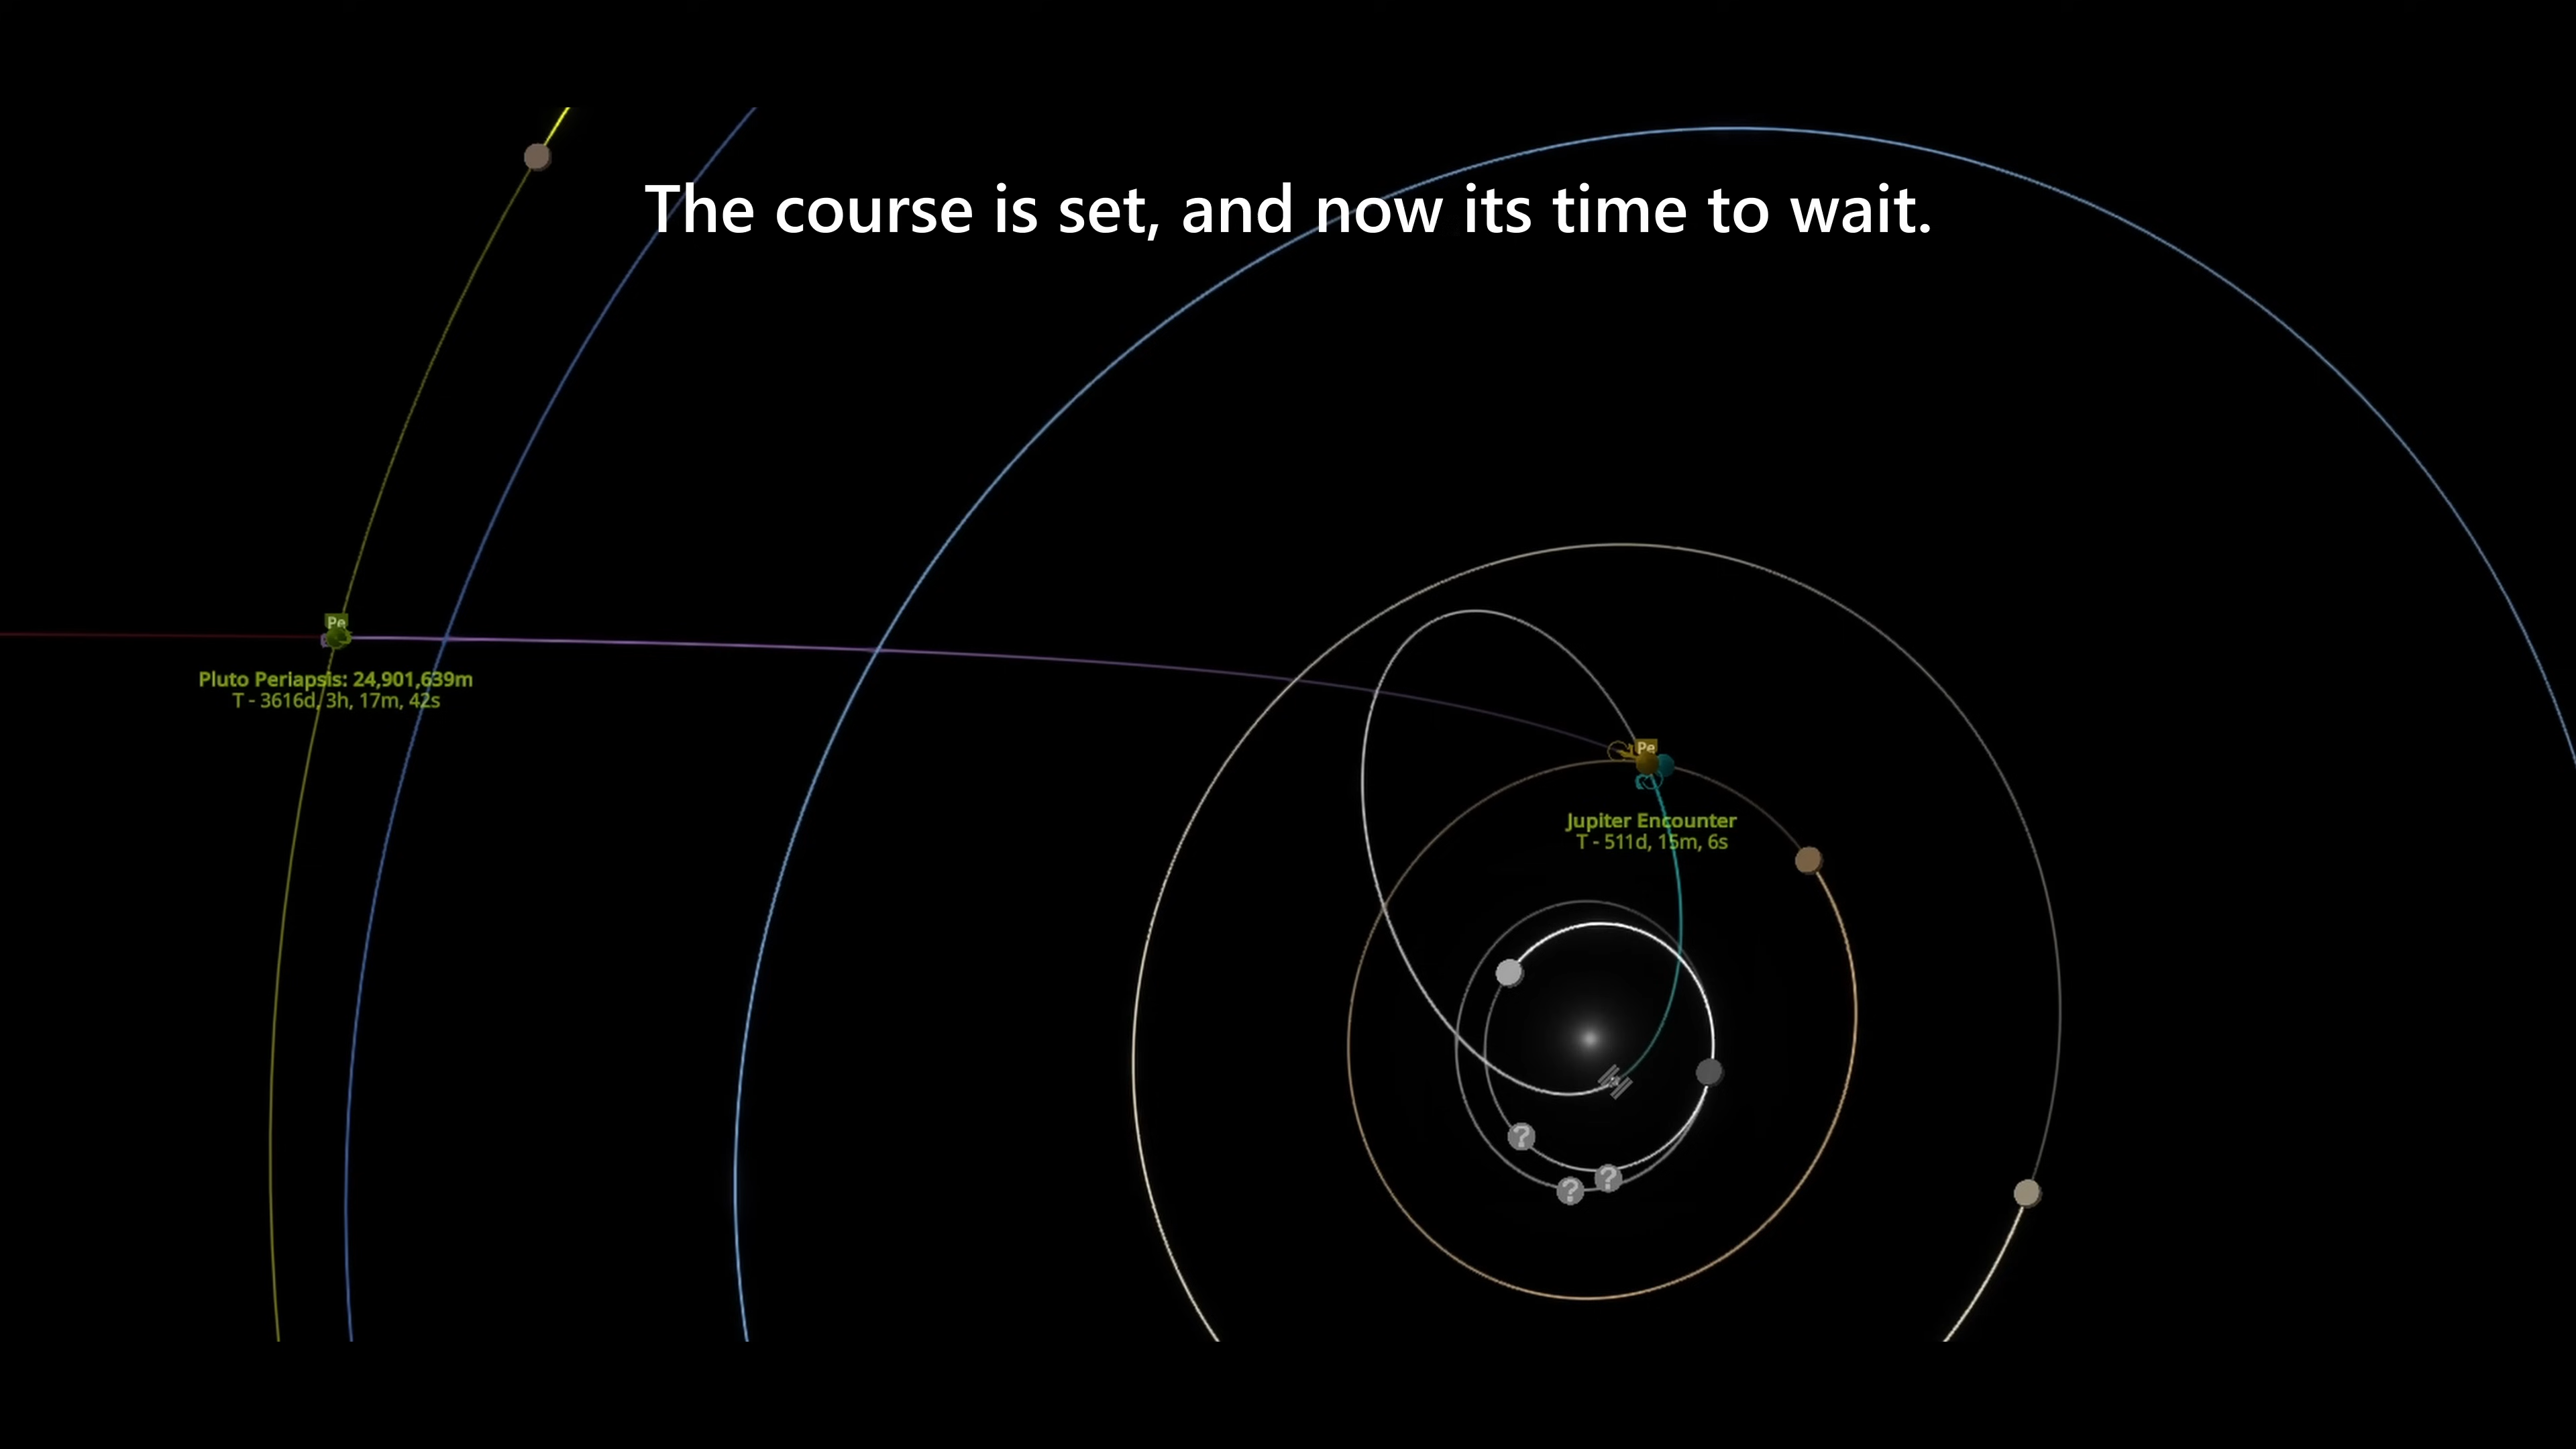 The course is set, and now its time to wait.
Pe
Pluto Periapsis: 24,901,639m
T - 3616d, 3h, 17m, 42s
Pe
Jupiter Encounter
T - 511d, 15m, 6s
?
?
?